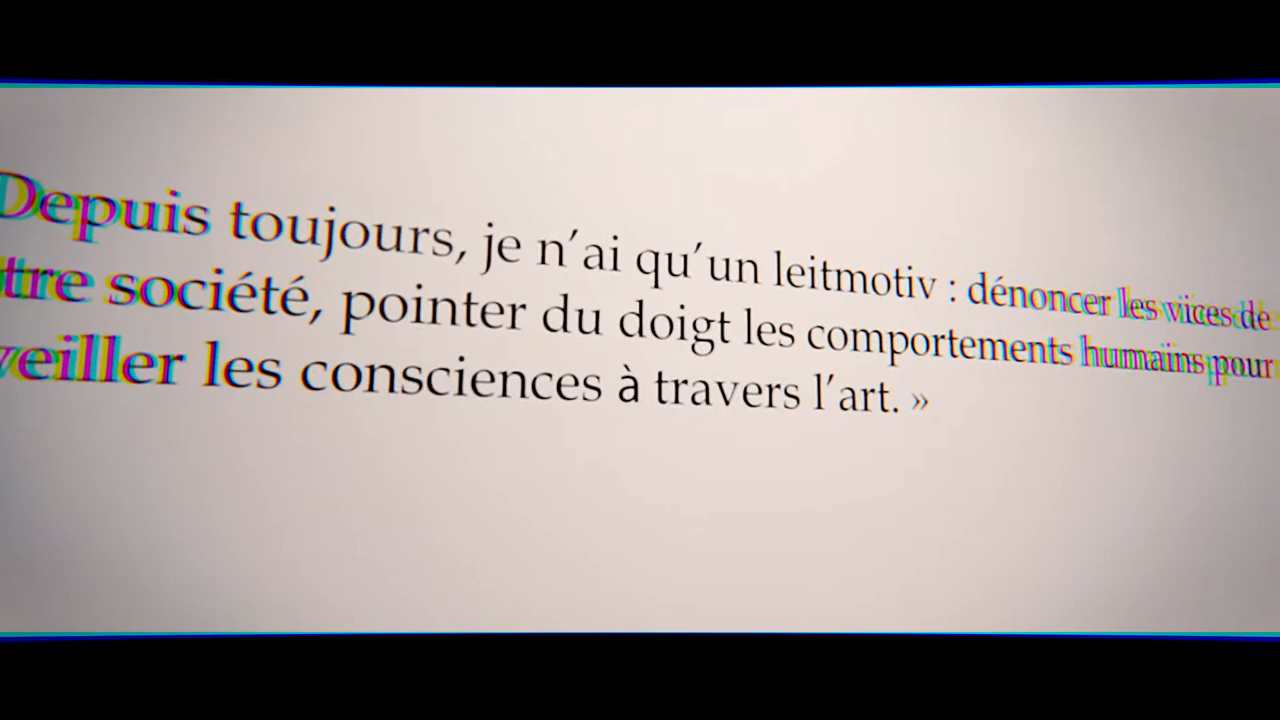 Depuis toujours, je n’ai qu’un leitmotiv : dénoncer les vices de
tre société, pointer du doigt les comportements humains pour
veiller les consciences à travers l’art. »